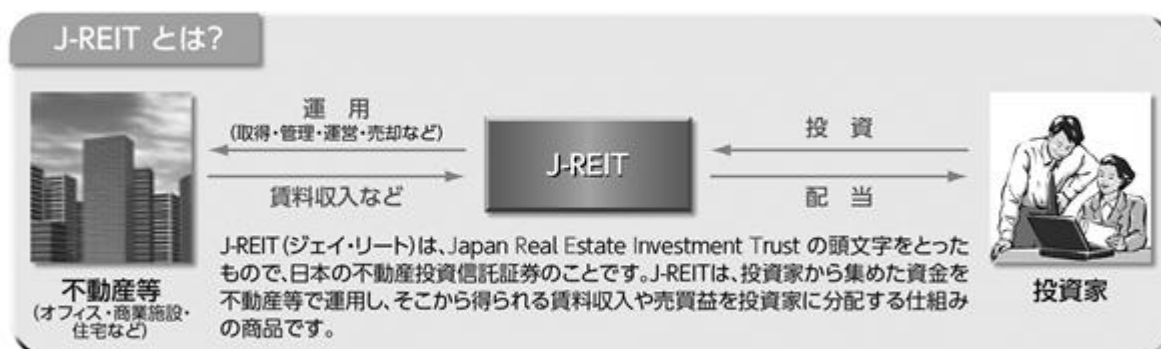 J-REIT とは?
運 用
(取得・管理・運営・売却など)
賃料収入など
J-REIT
投 資
配 当
不動産等
(オフィス・商業施設・
住宅など)
J-REIT(ジェイ・リート)は、Japan Real Estate Investment Trust の頭文字をとった
もので、日本の不動産投資信託証券のことです。J-REITは、投資家から集めた資金を
不動産等で運用し、そこから得られる賃料収入や売買益を投資家に分配する仕組み
の商品です。
投資家